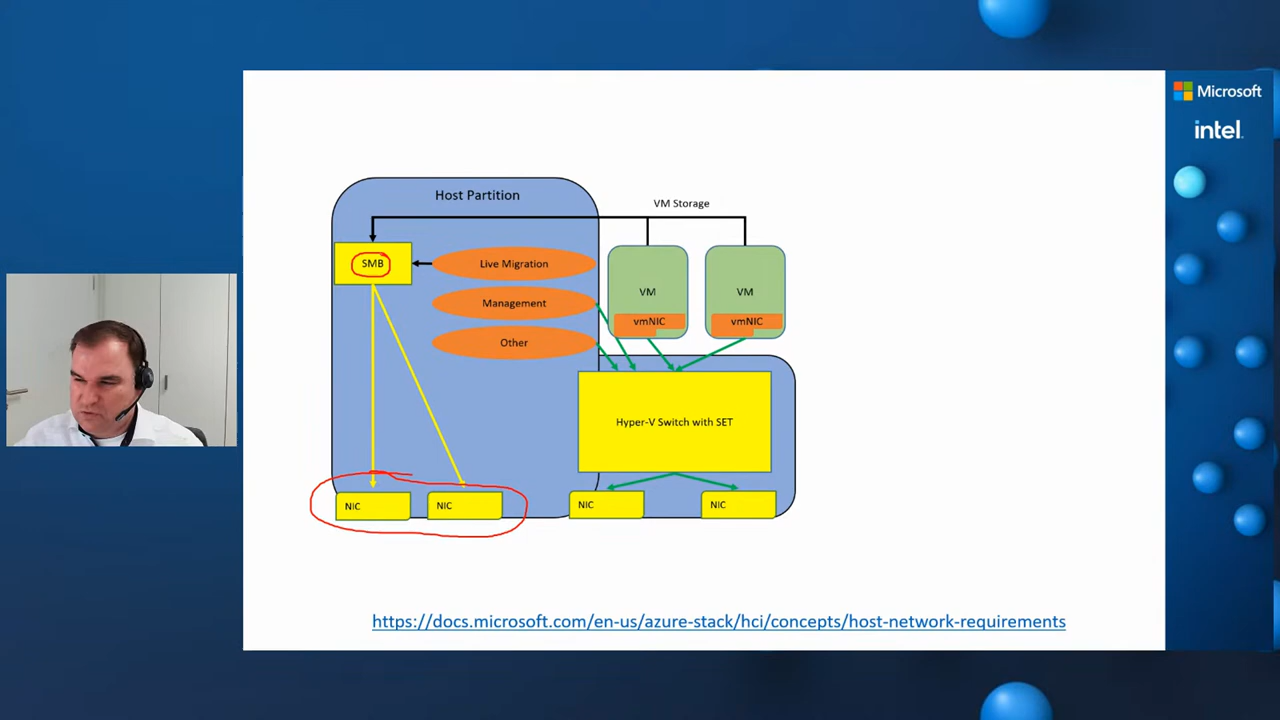 Microsoft
intel.
Host Partition
VM Storage
SMB
Live Migration
Management
Other
VM
VM
vmNIC
vmNIC
Hyper-V Switch with SET
NIC
NIC
NIC
NIC
https://docs.microsoft.com/en-us/azure-stack/hci/concepts/host-network-requirements